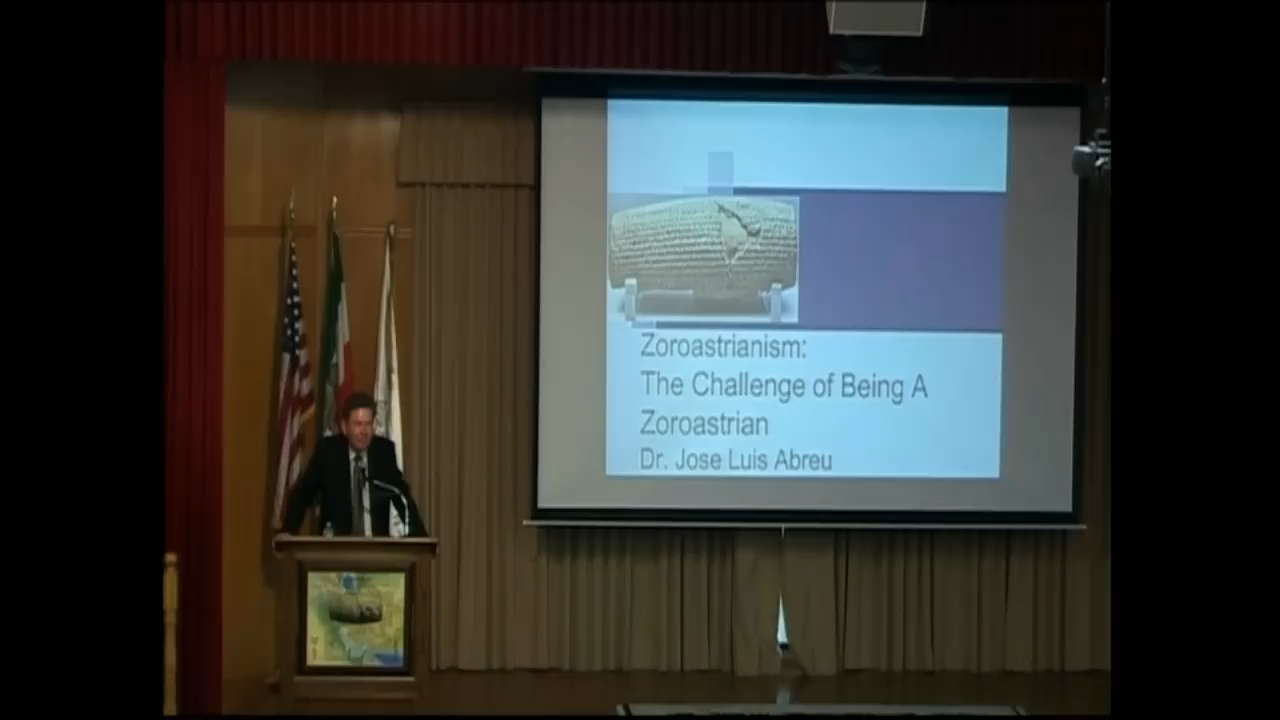 Zoroastrianism:
The Challenge of Being A
Zoroastrian
Dr. Jose Luis Abreu